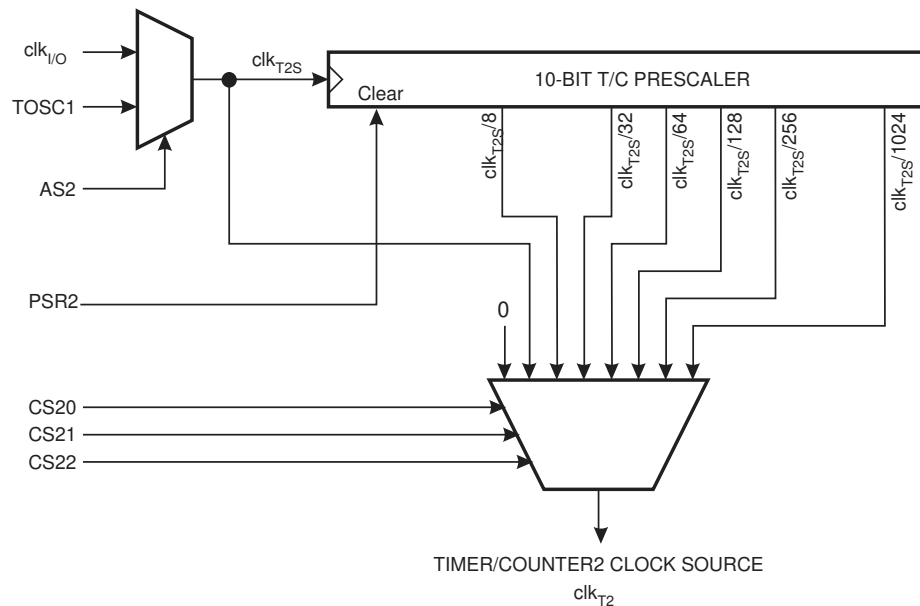 clkI/O
clkT2S
10-BIT T/C PRESCALER
TOSC1
Clear
clkT2S/8
clkT2S/32
clkT2S/64
clkT2S/128
clkT2S/256
clkT2S/1024
AS2
PSR2
0
CS20
CS21
CS22
TIMER/COUNTER2 CLOCK SOURCE
clkT2